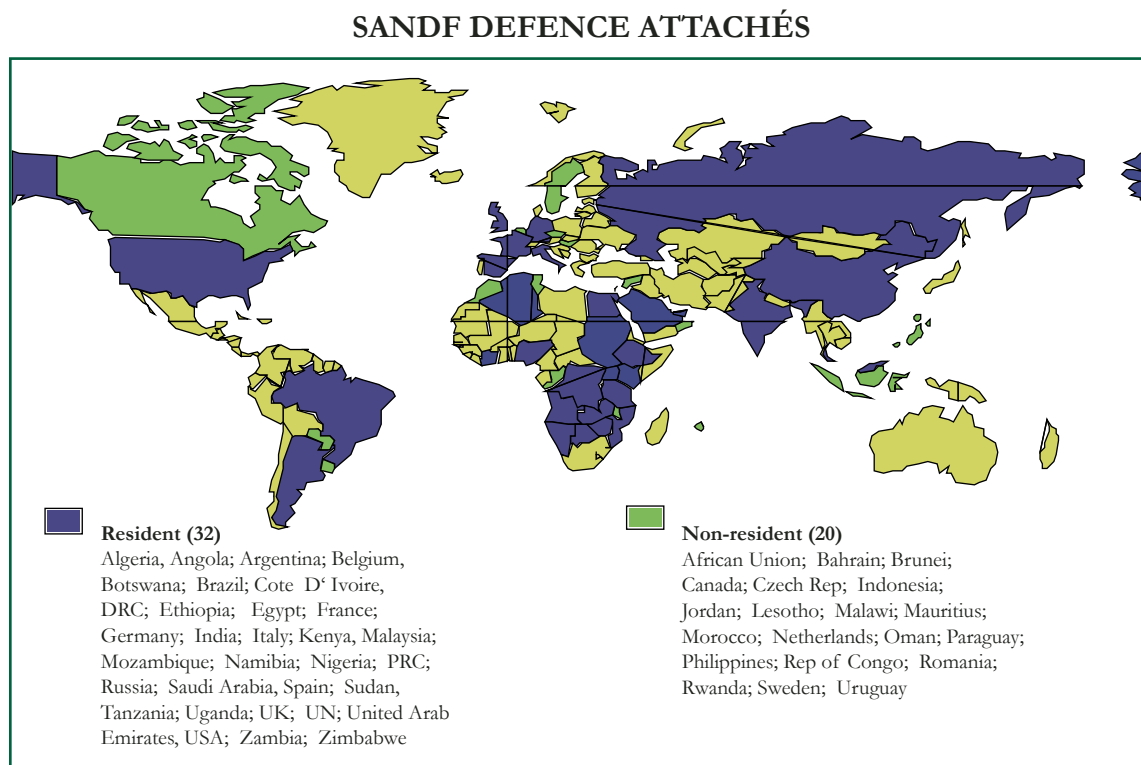 SANDF DEFENCE ATTACHÉS
Resident (32)
Algeria, Angola; Argentina; Belgium,
Botswana; Brazil; Cote D‘ Ivoire,
DRC; Ethiopia; Egypt; France;
Germany; India; Italy; Kenya, Malaysia;
Mozambique; Namibia; Nigeria; PRC;
Russia; Saudi Arabia, Spain; Sudan,
Tanzania; Uganda; UK; UN; United Arab
Emirates, USA; Zambia; Zimbabwe
Non-resident (20)
African Union; Bahrain; Brunei;
Canada; Czech Rep; Indonesia;
Jordan; Lesotho; Malawi; Mauritius;
Morocco; Netherlands; Oman; Paraguay;
Philippines; Rep of Congo; Romania;
Rwanda; Sweden; Uruguay